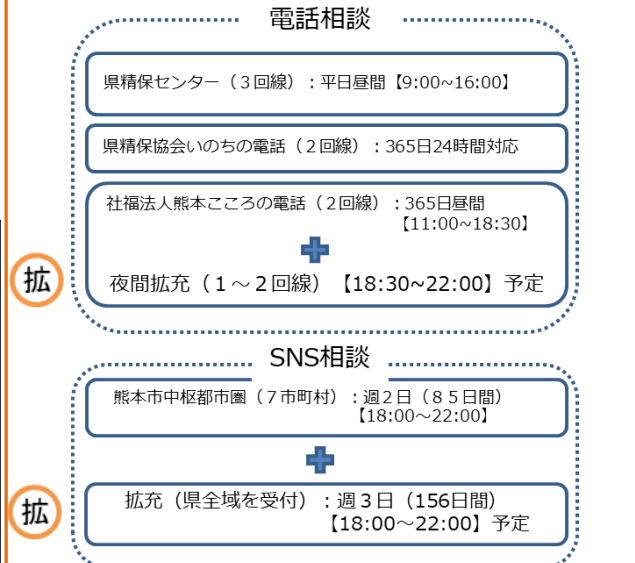 電話相談
県精保センター（３回線）：平日昼間【9:00~16:00】
県精保協会いのちの電話（２回線）：365日24時間対応
社福法人熊本こころの電話（２回線）：365日昼間
【11:00~18:30】
拡
夜間拡充（１～２回線）【18:30~22:00】予定
SNS相談
熊本市中枢都市圏（７市町村）：週２日（８５日間）
【18:00～22:00】
拡
拡充（県全域を受付）：週３日（156日間）
【18:00～22:00】予定